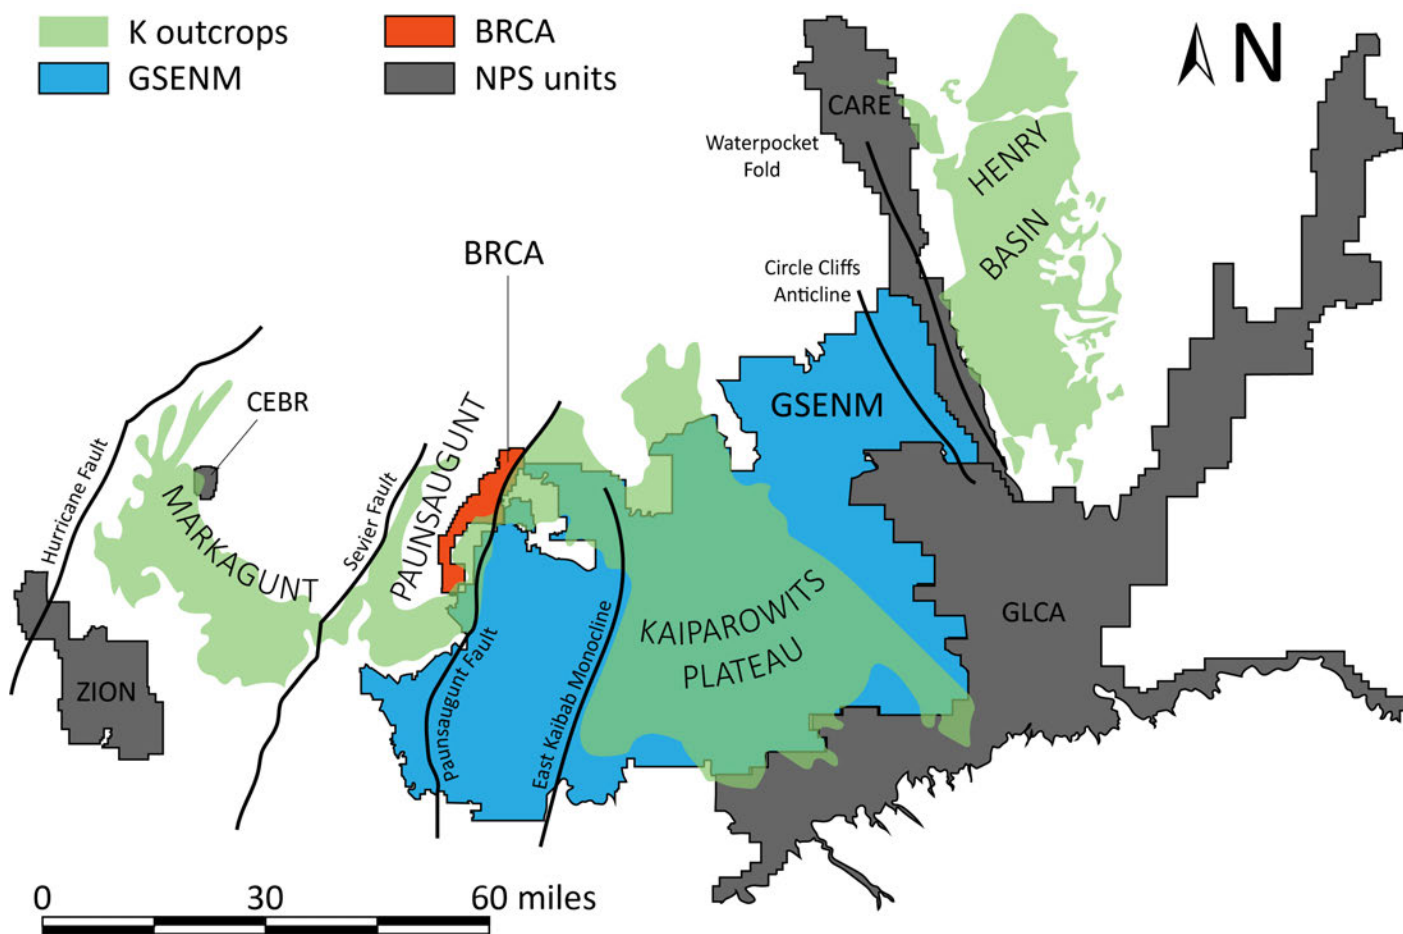 K outcrops
BRCA
GSENM
NPS units
N
CARE
Waterpocket
Fold
HENRY
BASIN
BRCA
Circle Cliffs
Anticline
CEBR
GSENM
Hurricane Fault
MARKAGUNT
Sevier Fault
PAUNSAUGUNT
KAIPAROWITS
PLATEAU
GLCA
ZION
Paunsaugunt Fault
East Kaibab Monocline
0
30
60 miles